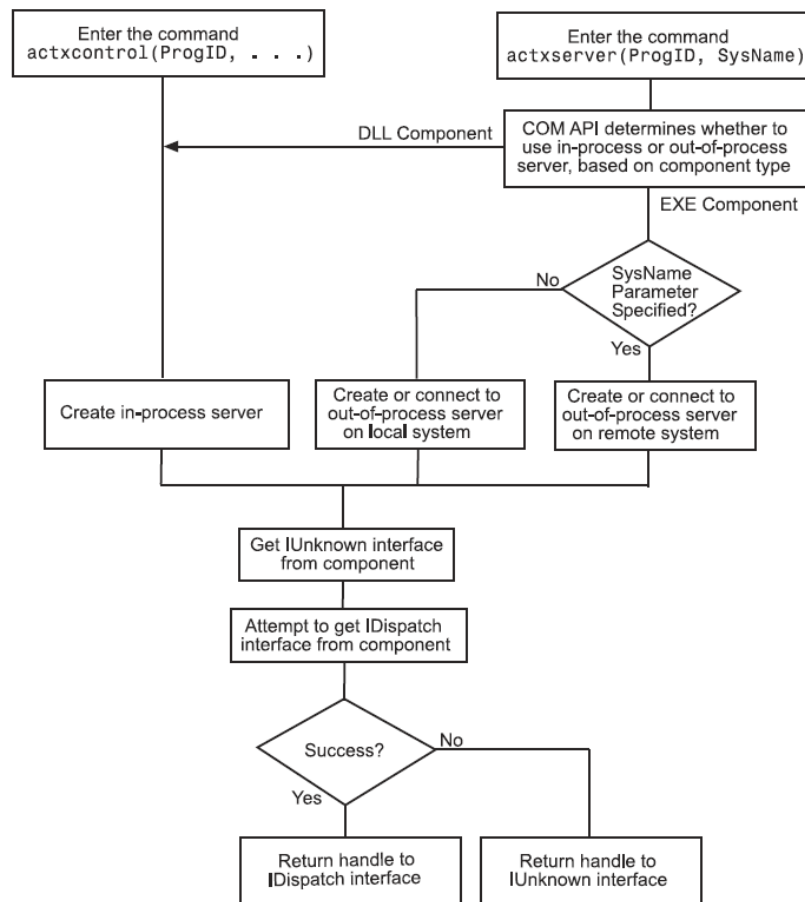 Enter the command
actxcontrol(ProgID, . . .)
Enter the command
actxserver(ProgID, SysName)
DLL Component
COM API determines whether to
use in-process or out-of-process
server, based on component type
EXE Component
No
SysName
Parameter
Specified?
Yes
Create in-process server
Create or connect to
out-of-process server
on local system
Create or connect to
out-of-process server
on remote system
Get IUnknown interface
from component
Attempt to get IDispatch
interface from component
Success?
No
Yes
Return handle to
IDispatch interface
Return handle to
IUnknown interface